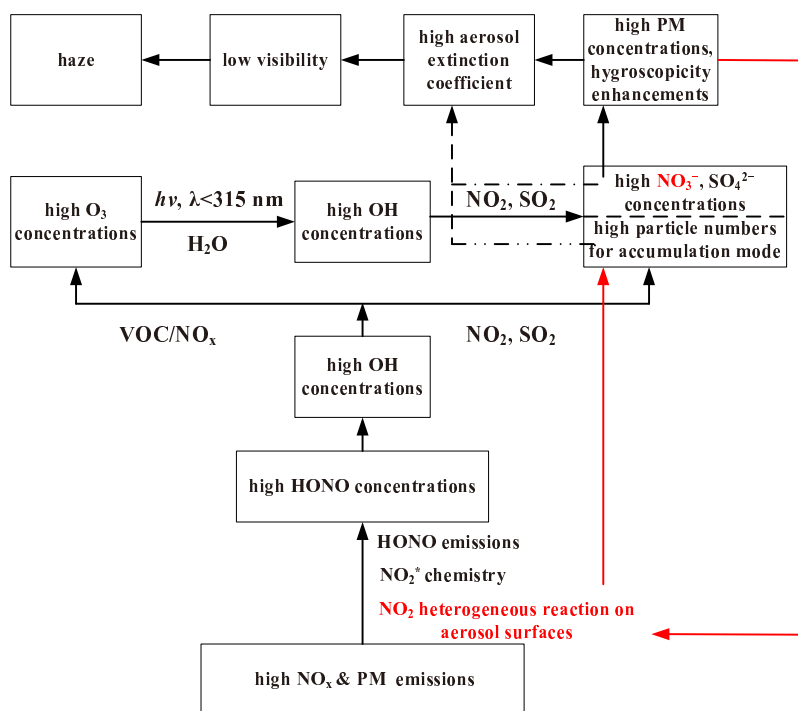 haze
low visibility
high aerosol
extinction
coefficient
high PM
concentrations,
hygroscopicity
enhancements
high O₃
concentrations
hν, λ<315 nm
H₂O
high OH
concentrations
NO₂, SO₂
high NO₃⁻, SO₄²⁻
concentrations
high particle numbers
for accumulation mode
VOC/NOₓ
NO₂, SO₂
high OH
concentrations
high HONO concentrations
HONO emissions
NO₂* chemistry
NO₂ heterogeneous reaction on
aerosol surfaces
high NOₓ & PM emissions